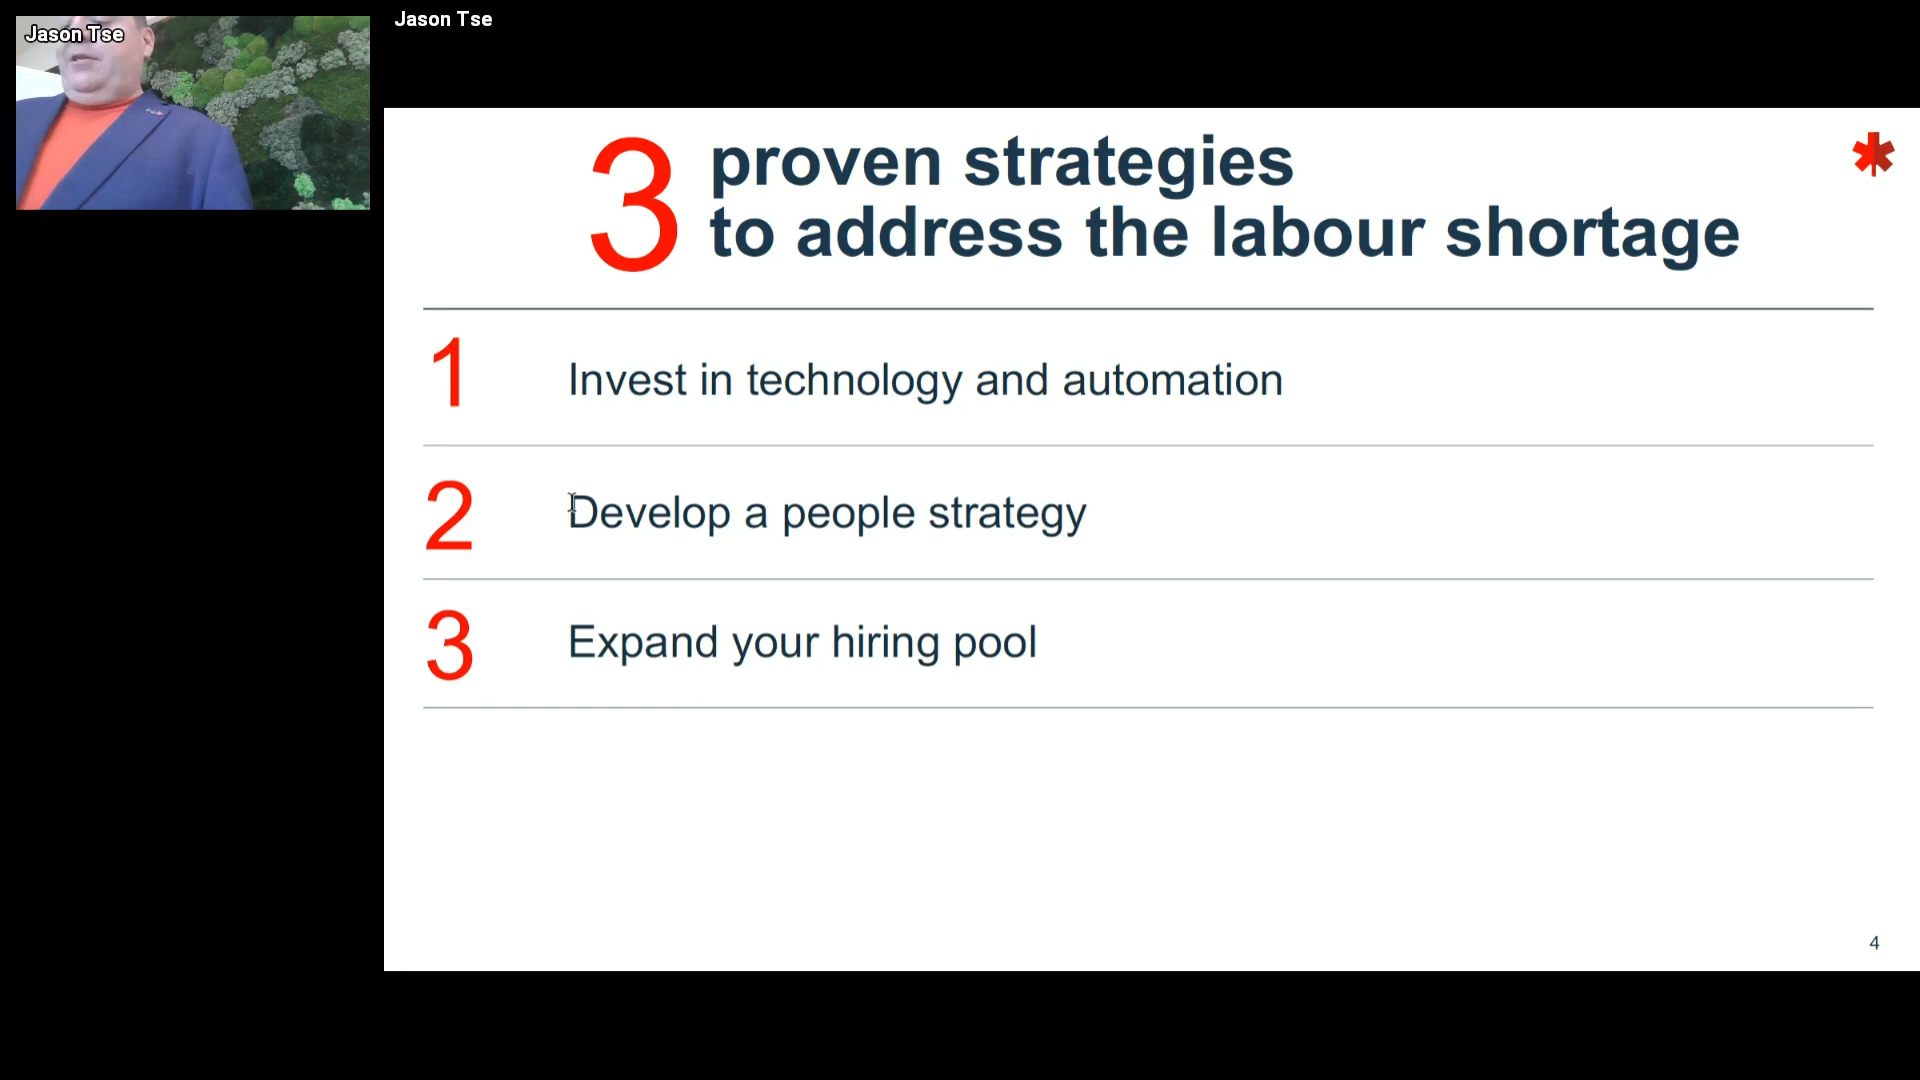 Jason Tse
Jason Tse
3 proven strategies
to address the labour shortage
1 Invest in technology and automation
2 Develop a people strategy
3 Expand your hiring pool
4